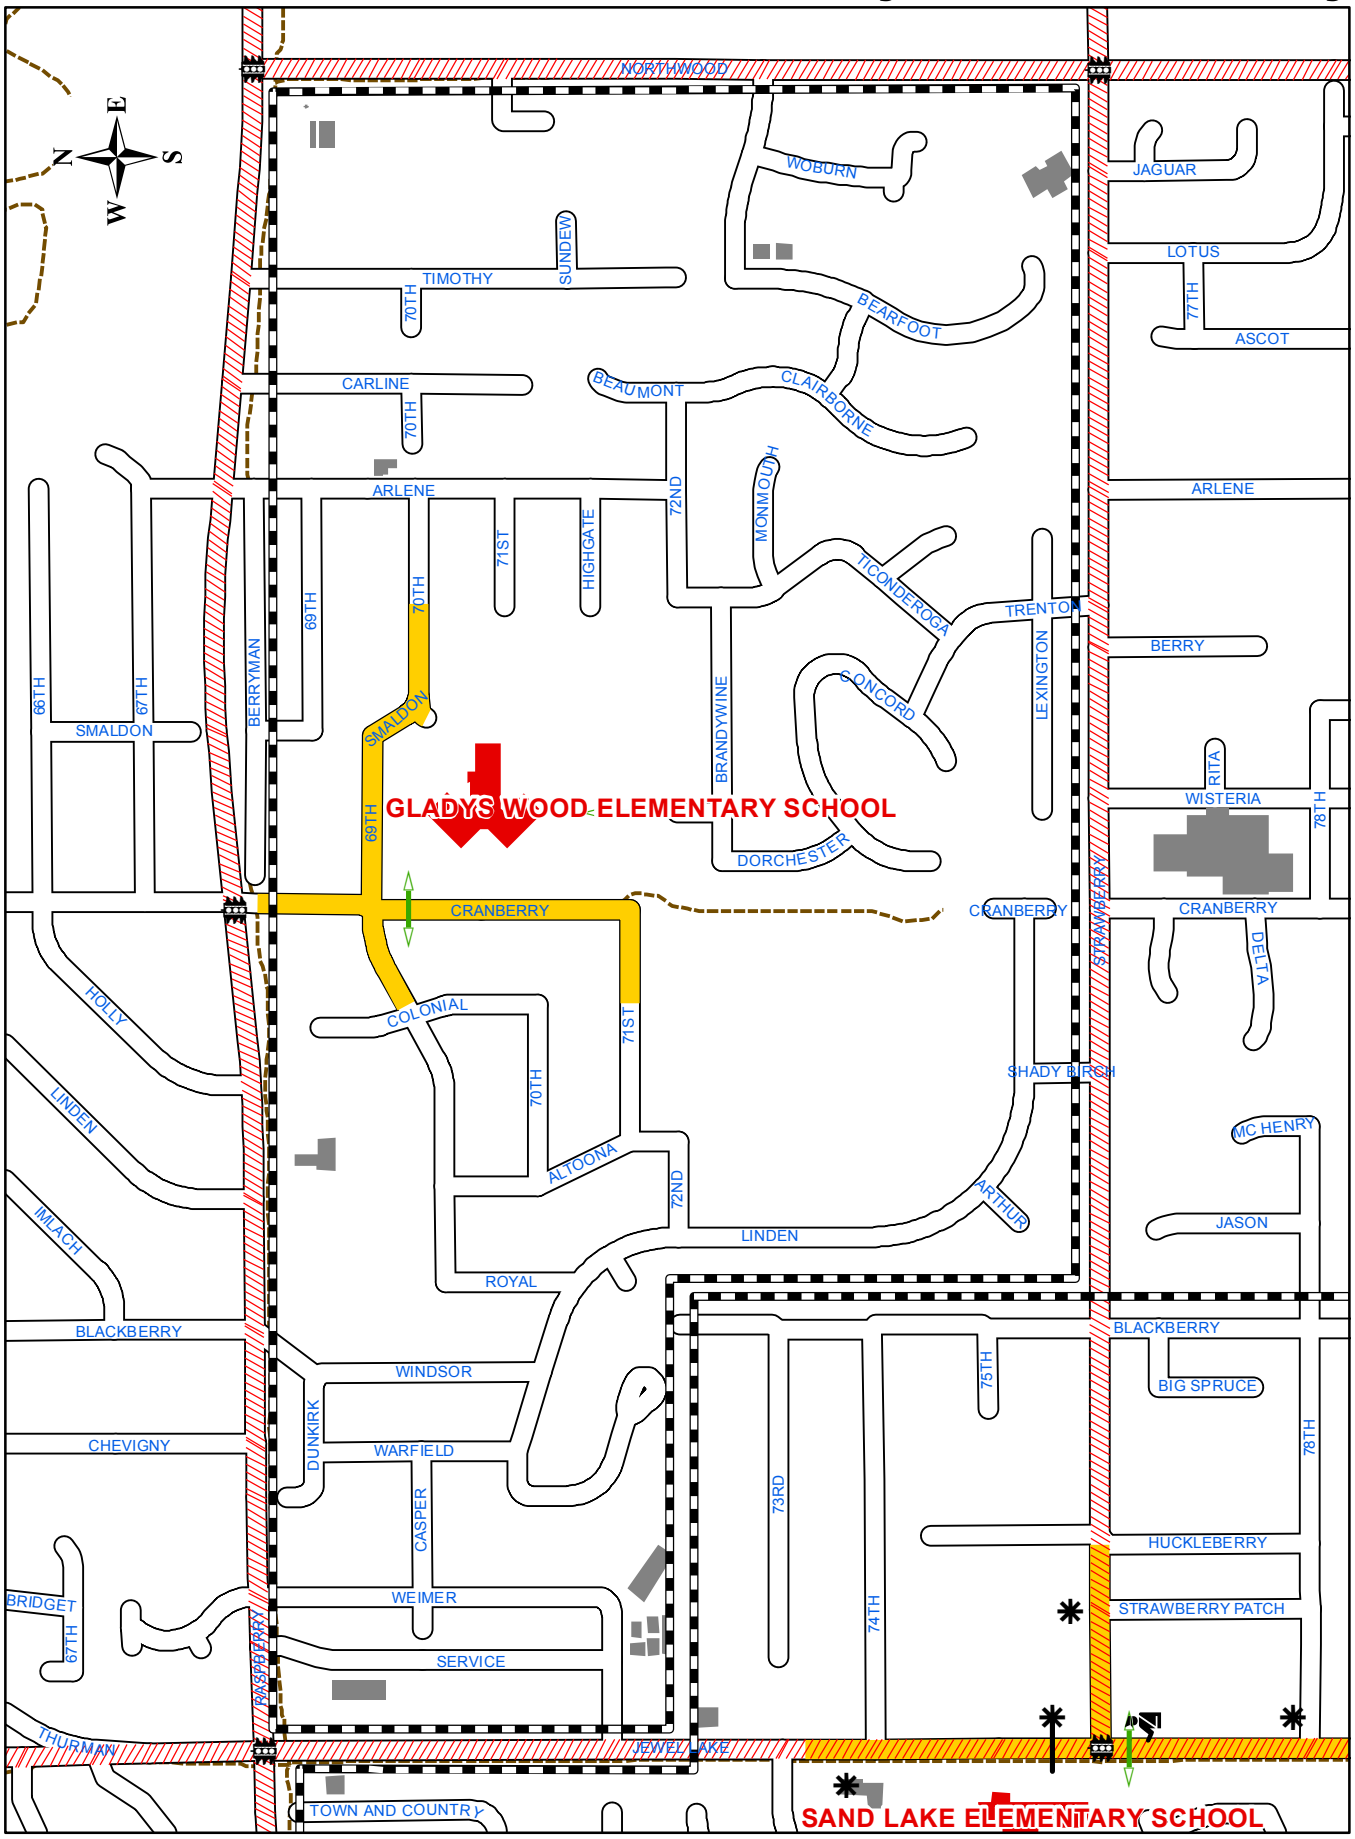 NORTHWOOD
E
N
S
W
WOBURN
JAGUAR
SUNDEW
TIMOTHY
70TH
LOTUS
77TH
BEARFOOT
ASCOT
CARLINE
BEAUMONT
CLAIRBORNE
70TH
ARLENE
72ND
MONMOUTH
ARLENE
71ST
HIGHGATE
70TH
TICONDEROGA
69TH
TRENTON
BERRY
LEXINGTON
66TH
67TH
BERRYMAN
SMALDON
SMALDON
BRANDYWINE
CONCORD
RITA
WISTERIA
78TH
69TH
GLADYS WOOD ELEMENTARY SCHOOL
DORCHESTER
STRAWBERRY
CRANBERRY
CRANBERRY
CRANBERRY
DELTA
HOLLY
COLONIAL
71ST
LINDEN
70TH
SHADY BIRCH
MC HENRY
ALTOONA
72ND
ARTHUR
IMLACH
LINDEN
JASON
ROYAL
BLACKBERRY
BLACKBERRY
WINDSOR
75TH
BIG SPRUCE
DUNKIRK
CHEVIGNY
WARFIELD
78TH
CASPER
73RD
HUCKLEBERRY
BRIDGET
67TH
WEIMER
74TH
STRAWBERRY PATCH
RASPBERRY
SERVICE
THURMAN
JEWEL LAKE
TOWN AND COUNTRY
SAND LAKE ELEMENTARY SCHOOL